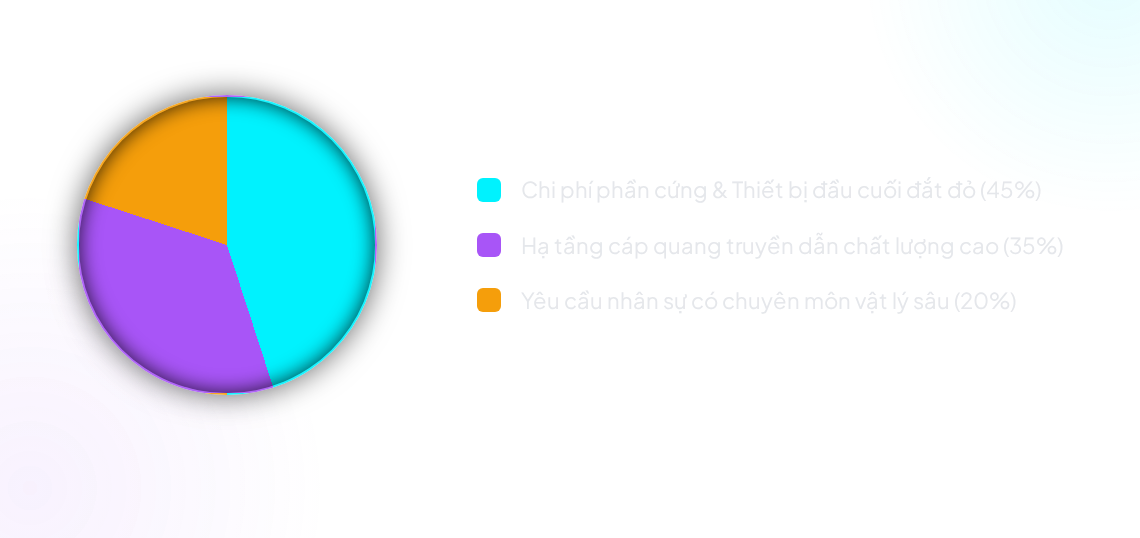 Chi phí phần cứng & Thiết bị đầu cuối đắt đỏ (45%)
Hạ tầng cáp quang truyền dẫn chất lượng cao (35%)
Yêu cầu nhân sự có chuyên môn vật lý sâu (20%)